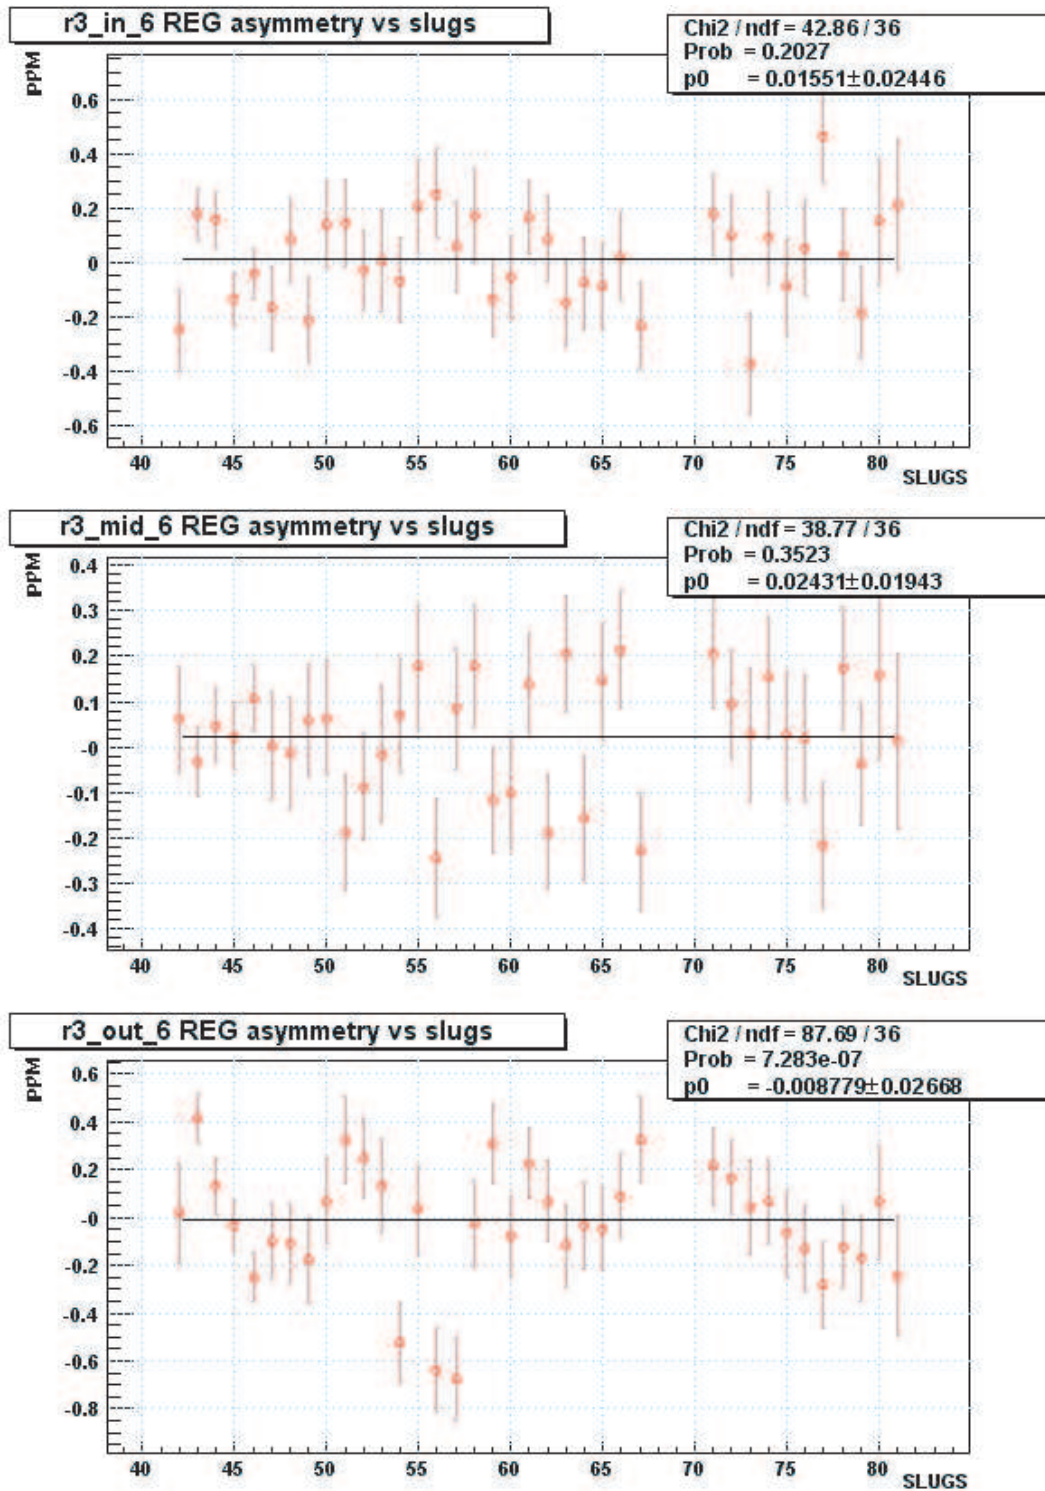 r3_in_6 REG asymmetry vs slugs
Chi2 / ndf = 42.86 / 36
Prob = 0.2027
p0 = 0.01551±0.02446
PPM
0.6
0.4
0.2
0
-0.2
-0.4
-0.6
40 45 50 55 60 65 70 75 80
SLUGS
r3_mid_6 REG asymmetry vs slugs
Chi2 / ndf = 38.77 / 36
Prob = 0.3523
p0 = 0.02431±0.01943
PPM
0.4
0.3
0.2
0.1
-0
-0.1
-0.2
-0.3
-0.4
40 45 50 55 60 65 70 75 80
SLUGS
r3_out_6 REG asymmetry vs slugs
Chi2 / ndf = 87.69 / 36
Prob = 7.283e-07
p0 = -0.008779±0.02668
PPM
0.6
0.4
0.2
-0
-0.2
-0.4
-0.6
-0.8
40 45 50 55 60 65 70 75 80
SLUGS